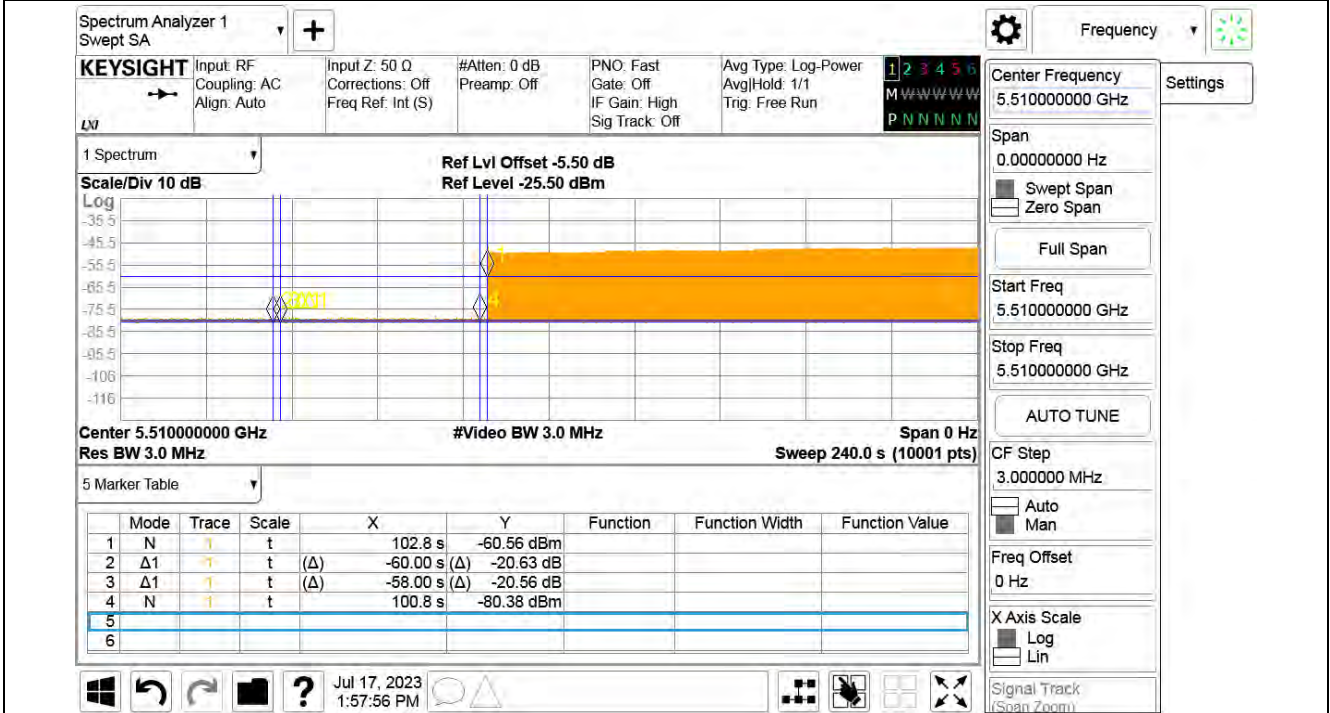 Spectrum Analyzer 1
Swept SA
+
Frequency
KEYSIGHT
LXI
Input: RF
Coupling: AC
Align: Auto
Input Z: 50 Ω
Corrections: Off
Freq Ref: Int (S)
#Atten: 0 dB
Preamp: Off
PNO: Fast
Gate: Off
IF Gain: High
Sig Track: Off
Avg Type: Log-Power
Avg|Hold: 1/1
Trig: Free Run
1 2 3 4 5 6
M W W W W W W
P N N N N N
Center Frequency
5.510000000 GHz
Settings
Span
0.00000000 Hz
Swept Span
Zero Span
Full Span
Start Freq
5.510000000 GHz
Stop Freq
5.510000000 GHz
AUTO TUNE
CF Step
3.000000 MHz
Auto
Man
Freq Offset
0 Hz
X Axis Scale
Log
Lin
Signal Track
(Span Zoom)
1 Spectrum
Scale/Div 10 dB
Ref Lvl Offset -5.50 dB
Ref Level -25.50 dBm
Log
-35.5
-45.5
-55.5
-65.5
-75.5
-85.5
-95.5
-106
-116
1
4
Center 5.510000000 GHz
#Video BW 3.0 MHz
Span 0 Hz
Res BW 3.0 MHz
Sweep 240.0 s (10001 pts)
5 Marker Table
Mode Trace Scale X Y Function Function Width Function Value
1 N 1 t 102.8 s -60.56 dBm
2 Δ1 1 t (Δ) -60.00 s (Δ) -20.63 dB
3 Δ1 1 t (Δ) -58.00 s (Δ) -20.56 dB
4 N 1 t 100.8 s -80.38 dBm
5
6
?
Jul 17, 2023
1:57:56 PM